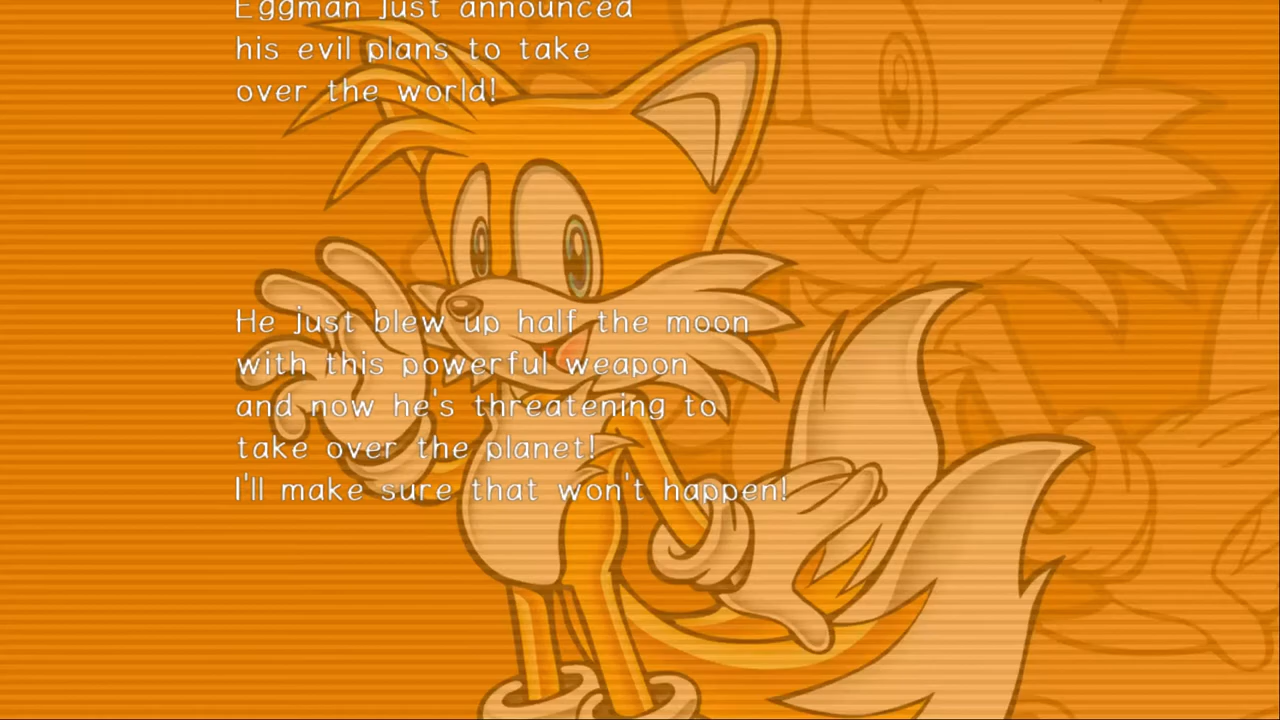 Eggman just announced
his evil plans to take
over the world!
He just blew up half the moon
with this powerful weapon
and now he's threatening to
take over the planet!
I'll make sure that won't happen!